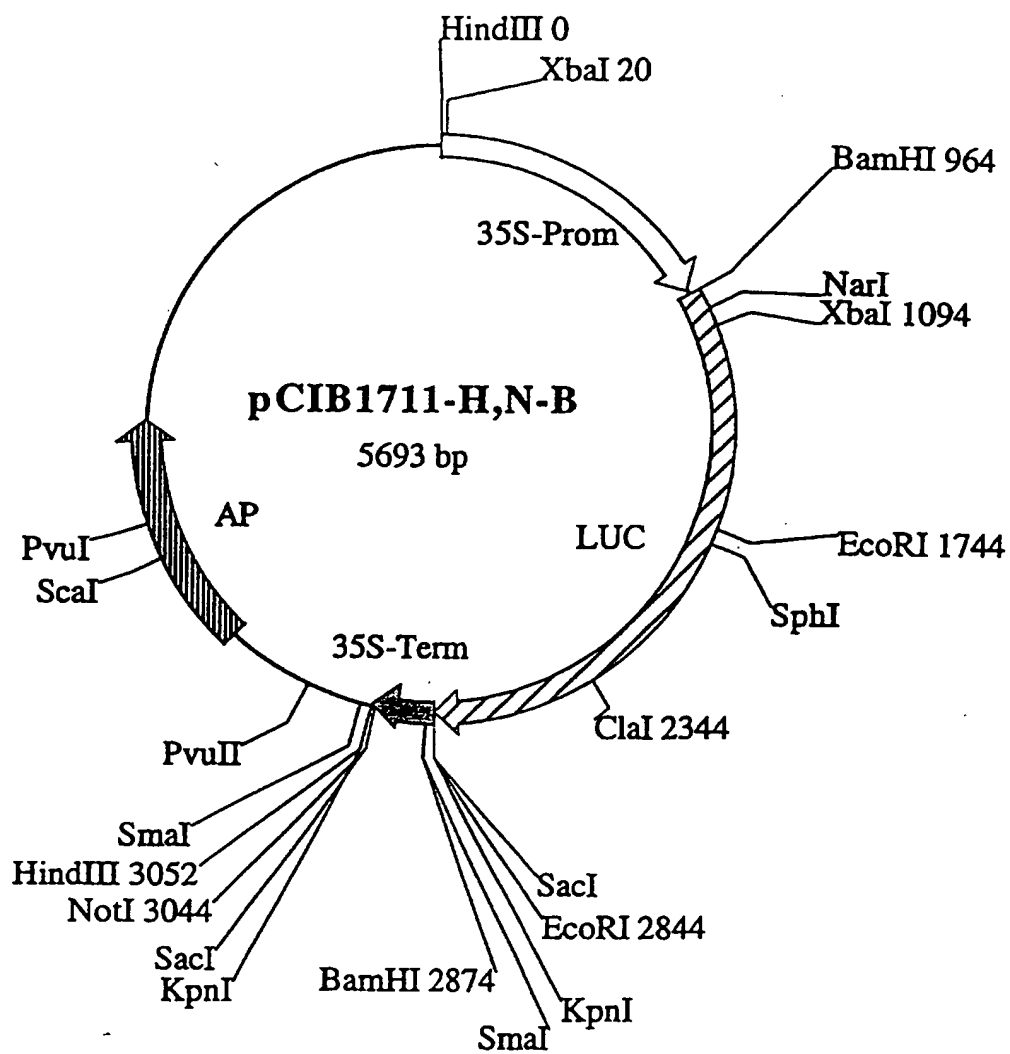 HindIII 0
XbaI 20
BamHI 964
35S-Prom
NarI
XbaI 1094
pCIB1711-H,N-B
5693 bp
AP
LUC
PvuI
EcoRI 1744
ScaI
SphI
35S-Term
ClaI 2344
PvuII
SmaI
HindIII 3052
SacI
NotI 3044
EcoRI 2844
SacI
BamHI 2874
KpnI
KpnI
SmaI